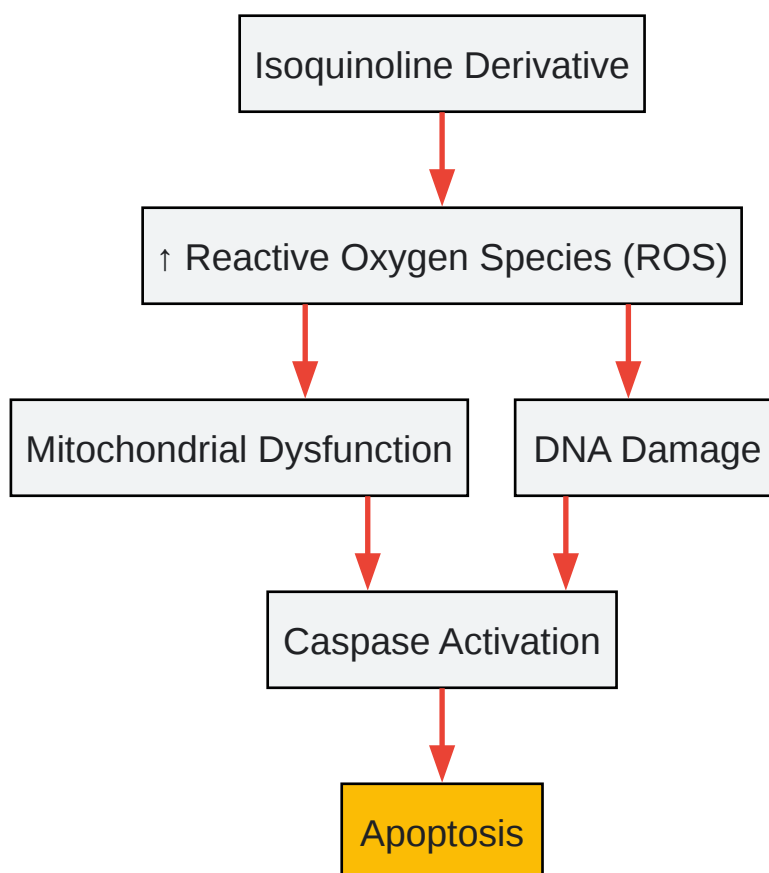 Isoquinoline Derivative
↑ Reactive Oxygen Species (ROS)
Mitochondrial Dysfunction
DNA Damage
Caspase Activation
Apoptosis